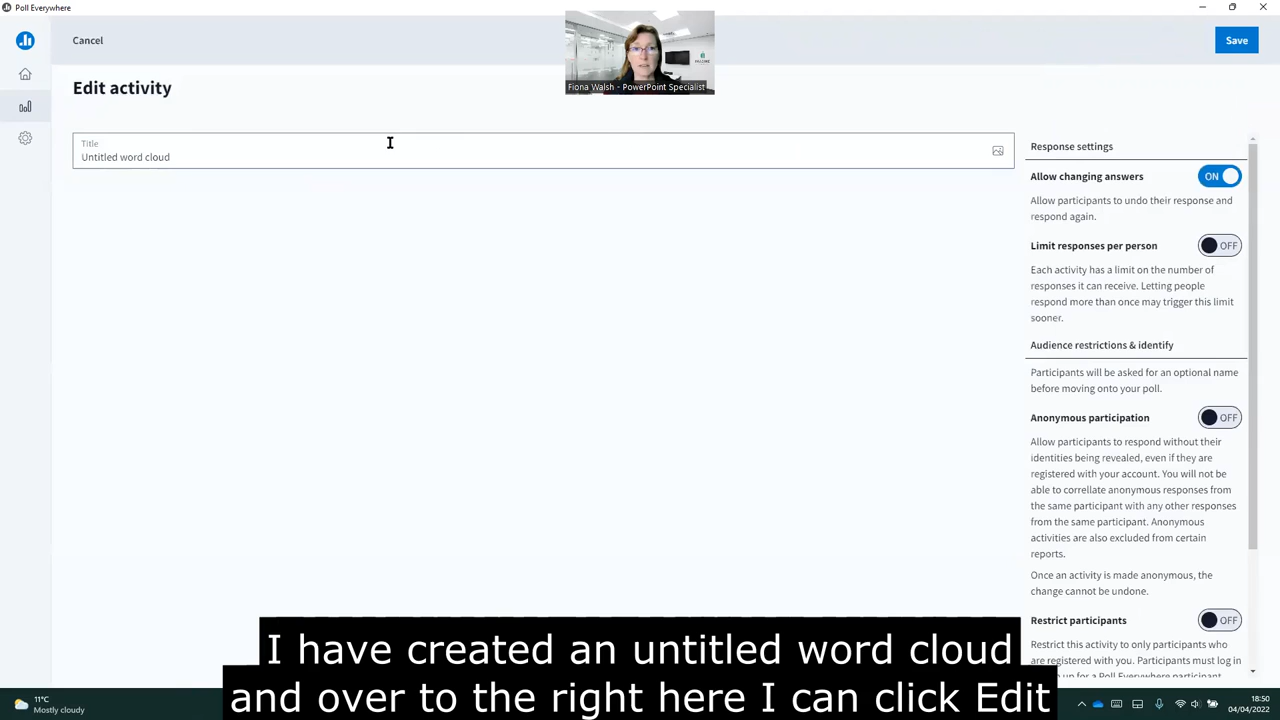 Poll Everywhere
Cancel
Save
Fiona Walsh - PowerPoint Specialist
Edit activity
Title
Untitled word cloud
Response settings
Allow changing answers
ON
Allow participants to undo their response and
respond again.
Limit responses per person
OFF
Each activity has a limit on the number of
responses it can receive. Letting people
respond more than once may trigger this limit
sooner.
Audience restrictions & identify
Participants will be asked for an optional name
before moving onto your poll.
Anonymous participation
OFF
Allow participants to respond without their
identities being revealed, even if they are
registered with your account. You will not be
able to correllate anonymous responses from
the same participant with any other responses
from the same participant. Anonymous
activities are also excluded from certain
reports.
Once an activity is made anonymous, the
change cannot be undone.
Restrict participants
OFF
Restrict this activity to only participants who
are registered with you. Participants must log in
up for a Poll Everywhere participant
I have created an untitled word cloud
and over to the right here I can click Edit
11°C
Mostly cloudy
18:50
04/04/2022